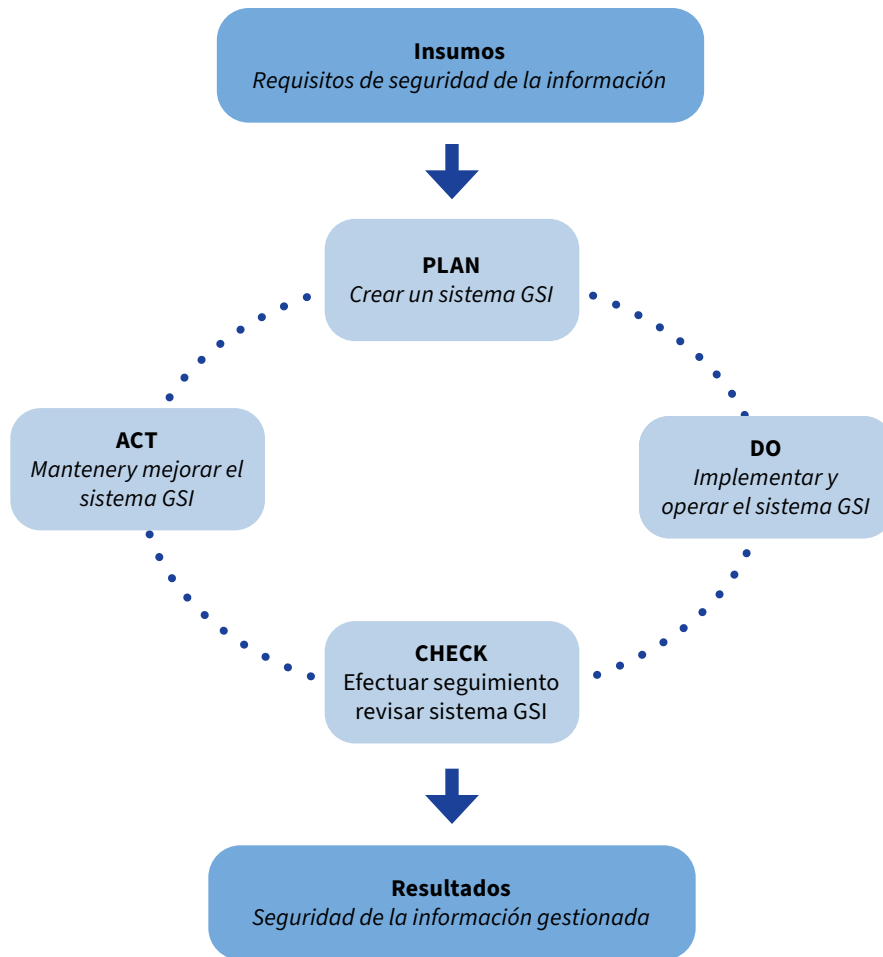 Insumos
Requisitos de seguridad de la información
PLAN
Crear un sistema GSI
ACT
Mantenery mejorar el
sistema GSI
DO
Implementar y
operar el sistema GSI
CHECK
Efectuar seguimiento
revisar sistema GSI
Resultados
Seguridad de la información gestionada